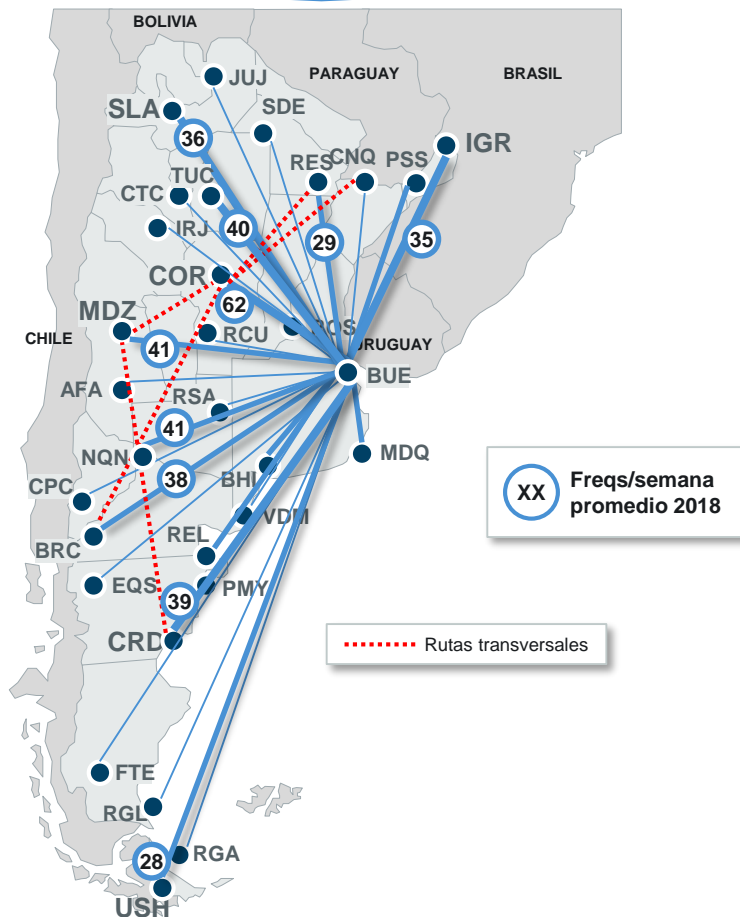 BOLIVIA
JUJ
PARAGUAY
BRASIL
SLA
SDE
36
IGR
RES
CNQ
PSS
TUC
CTC
IRJ
40
29
35
COR
62
MDZ
RCU
CHILE
URUGUAY
41
BUE
AFA
RSA
41
NQN
MDQ
38
BHI
CPC
XX
Freqs/semana
promedio 2018
VDM
BRC
REL
EQS
PMY
39
CRD
Rutas transversales
FTE
RGL
28
RGA
USH